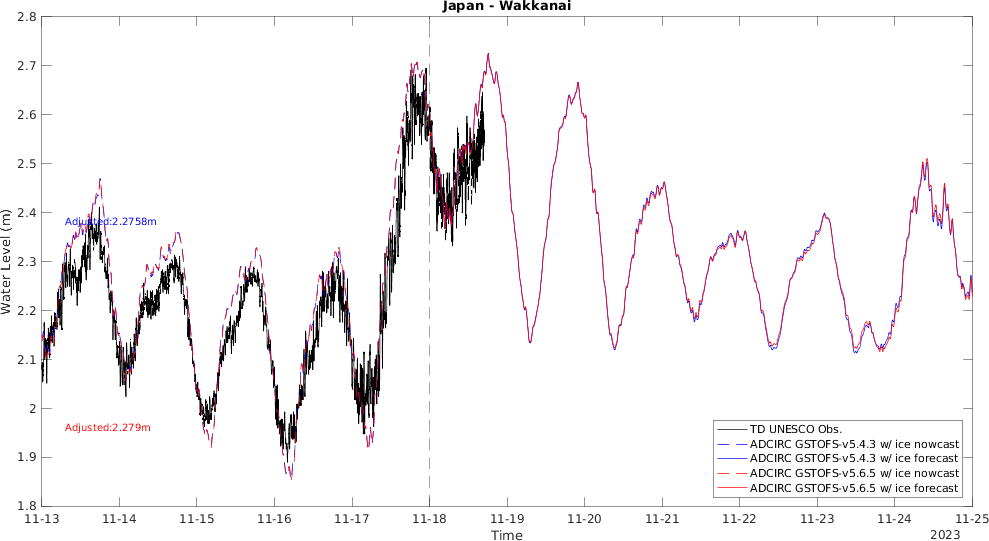 Japan - Wakkanai
2.8
2.7
2.6
2.5
2.4
2.3
2.2
2.1
2
1.9
1.8
Water Level (m)
Adjusted:2.2758m
Adjusted:2.279m
TD UNESCO Obs.
ADCIRC GSTOFS-v5.4.3 w/ ice nowcast
ADCIRC GSTOFS-v5.4.3 w/ ice forecast
ADCIRC GSTOFS-v5.6.5 w/ ice nowcast
ADCIRC GSTOFS-v5.6.5 w/ ice forecast
11-13 11-14 11-15 11-16 11-17 11-18 11-19 11-20 11-21 11-22 11-23 11-24 11-25
Time
2023